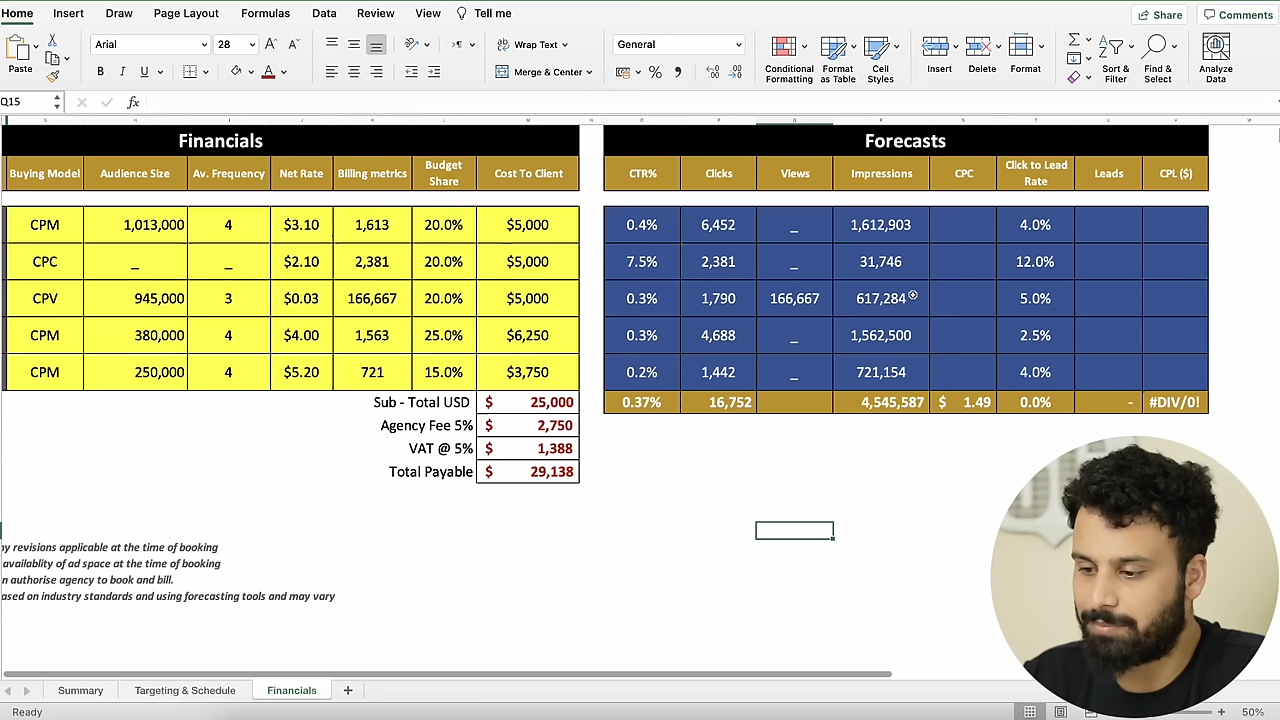 Home Insert Draw Page Layout Formulas Data Review View Tell me Share Comments
Arial 28 Wrap Text General
Paste B I U A Merge & Center % Conditional Formatting Format as Table Cell Styles Insert Delete Format Sort & Filter Find & Select Analyze Data
Q15 fx
Financials Forecasts
Buying Model Audience Size Av. Frequency Net Rate Billing metrics Budget Share Cost To Client CTR% Clicks Views Impressions CPC Click to Lead Rate Leads CPL ($)
CPM 1,013,000 4 $3.10 1,613 20.0% $5,000 0.4% 6,452 _ 1,612,903 4.0%
CPC _ _ $2.10 2,381 20.0% $5,000 7.5% 2,381 _ 31,746 12.0%
CPV 945,000 3 $0.03 166,667 20.0% $5,000 0.3% 1,790 166,667 617,284 5.0%
CPM 380,000 4 $4.00 1,563 25.0% $6,250 0.3% 4,688 _ 1,562,500 2.5%
CPM 250,000 4 $5.20 721 15.0% $3,750 0.2% 1,442 _ 721,154 4.0%
Sub - Total USD $ 25,000 0.37% 16,752 4,545,587 $ 1.49 0.0% - #DIV/0!
Agency Fee 5% $ 2,750
VAT @ 5% $ 1,388
Total Payable $ 29,138
ny revisions applicable at the time of booking
availablity of ad space at the time of booking
n authorise agency to book and bill.
ased on industry standards and using forecasting tools and may vary
Summary Targeting & Schedule Financials +
Ready 50%